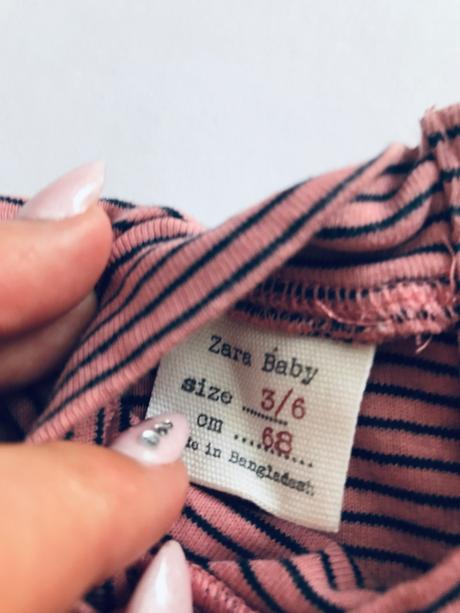 Zara Baby
size ........ 3/6
cm ........ 68
in Bangladesh